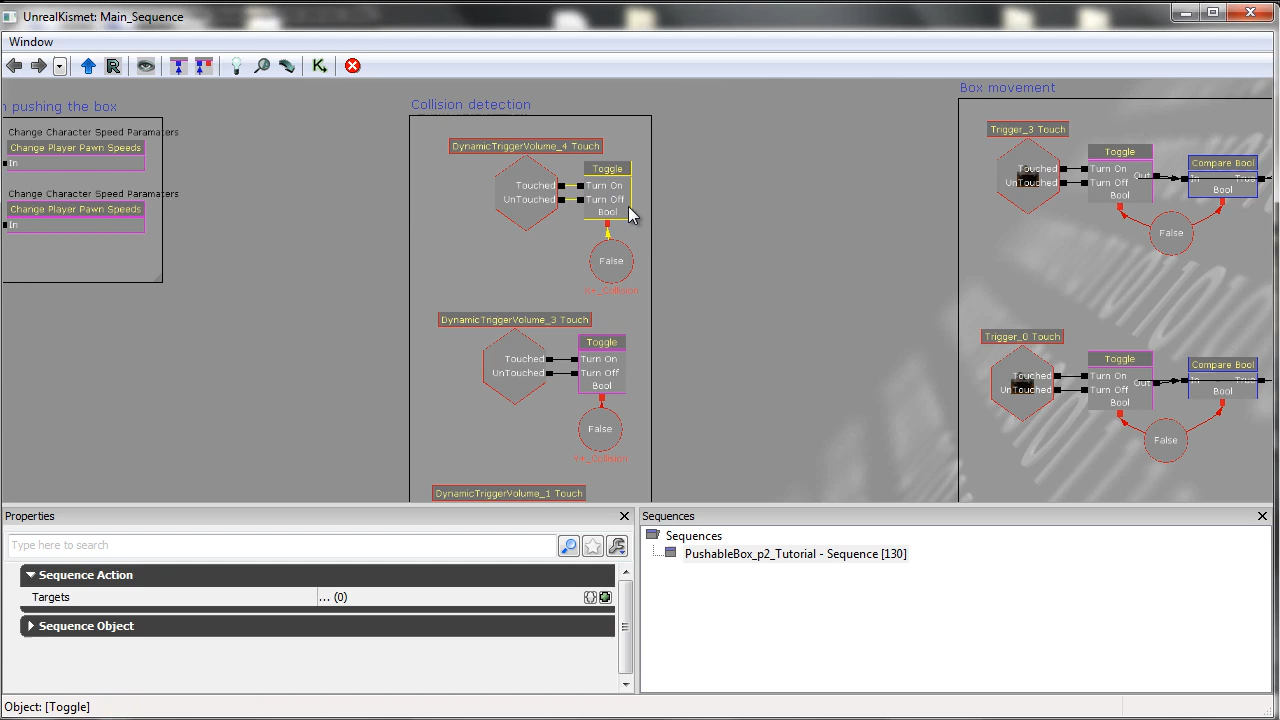 UnrealKismet: Main_Sequence
Window
n pushing the box
Change Character Speed Paramaters
Change Player Pawn Speeds
In
Change Character Speed Paramaters
Change Player Pawn Speeds
In
Collision detection
DynamicTriggerVolume_4 Touch
Toggle
Touched
Turn On
UnTouched
Turn Off
Bool
False
X+_Collision
DynamicTriggerVolume_3 Touch
Toggle
Touched
Turn On
UnTouched
Turn Off
Bool
False
Y+_Collision
DynamicTriggerVolume_1 Touch
Box movement
Trigger_3 Touch
Toggle
Compare Bool
Touched
Turn On
Out
In
True
UnTouched
Turn Off
Bool
Bool
False
Trigger_0 Touch
Toggle
Compare Bool
Touched
Turn On
Out
In
True
UnTouched
Turn Off
Bool
Bool
False
Properties
Type here to search
Sequence Action
Targets
... (0)
Sequence Object
Sequences
Sequences
PushableBox_p2_Tutorial - Sequence [130]
Object: [Toggle]